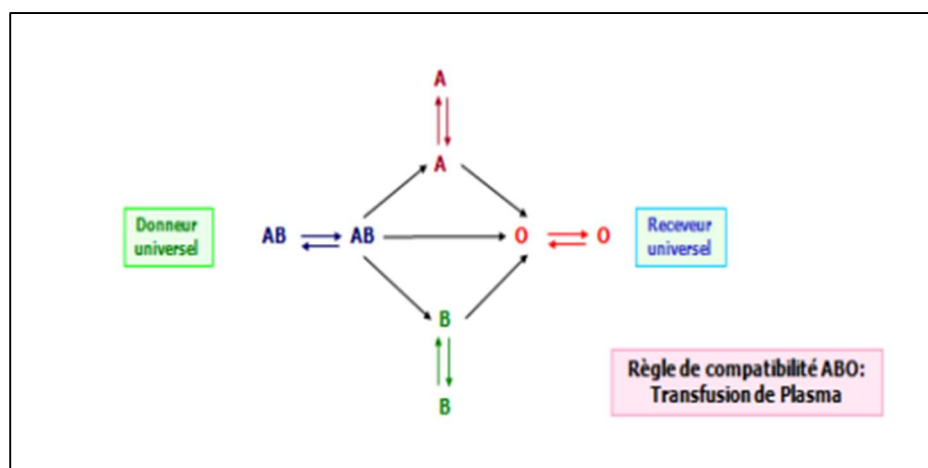 A
A
Donneur
universel
AB
AB
O
O
Receveur
universel
B
B
Règle de compatibilité ABO:
Transfusion de Plasma